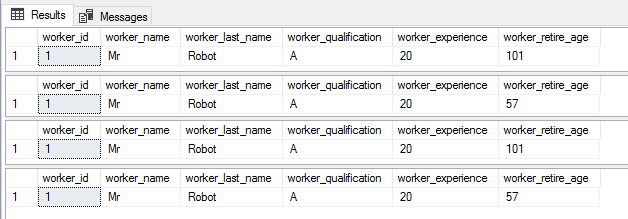 Results Messages
worker_id worker_name worker_last_name worker_qualification worker_experience worker_retire_age
1 1 Mr Robot A 20 101
worker_id worker_name worker_last_name worker_qualification worker_experience worker_retire_age
1 1 Mr Robot A 20 57
worker_id worker_name worker_last_name worker_qualification worker_experience worker_retire_age
1 1 Mr Robot A 20 101
worker_id worker_name worker_last_name worker_qualification worker_experience worker_retire_age
1 1 Mr Robot A 20 57